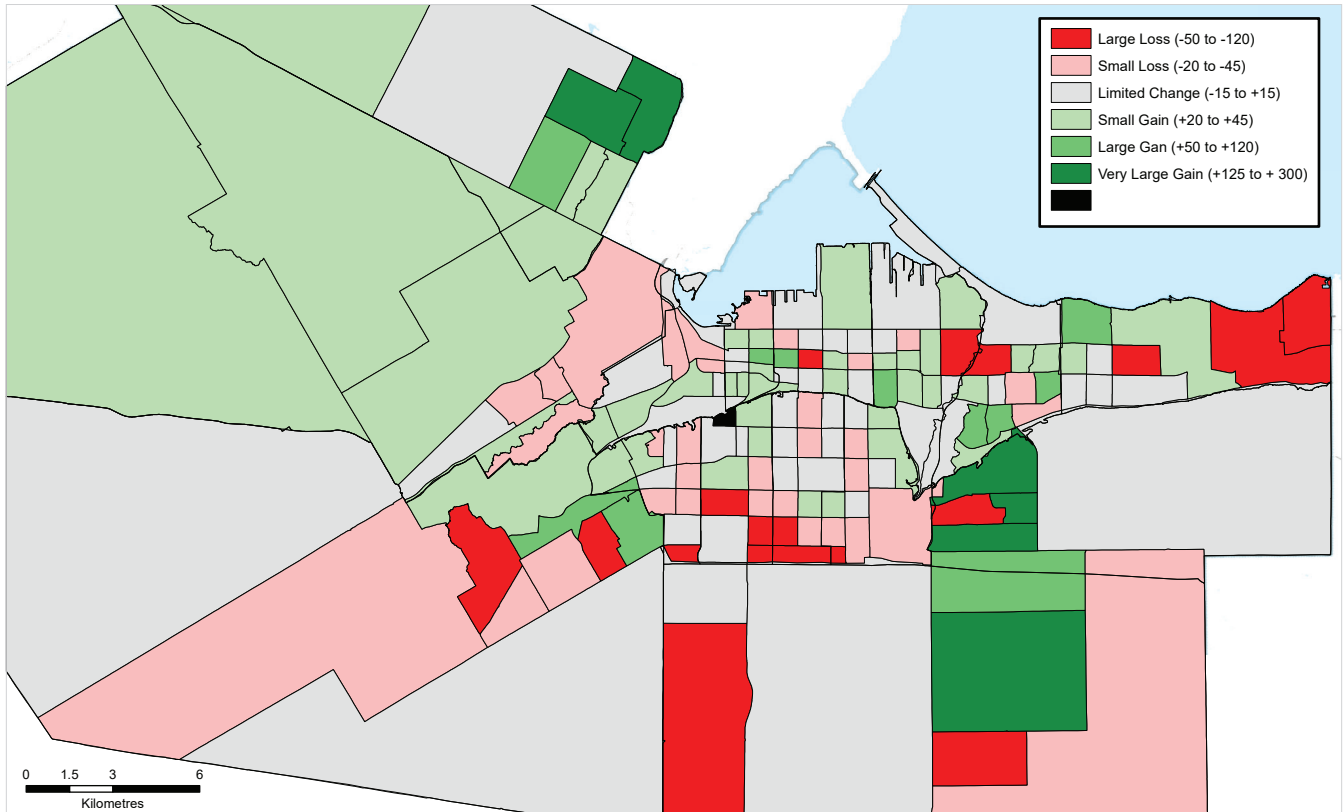 Large Loss (-50 to -120)
Small Loss (-20 to -45)
Limited Change (-15 to +15)
Small Gain (+20 to +45)
Large Gan (+50 to +120)
Very Large Gain (+125 to + 300)
0 1.5 3 6
Kilometres